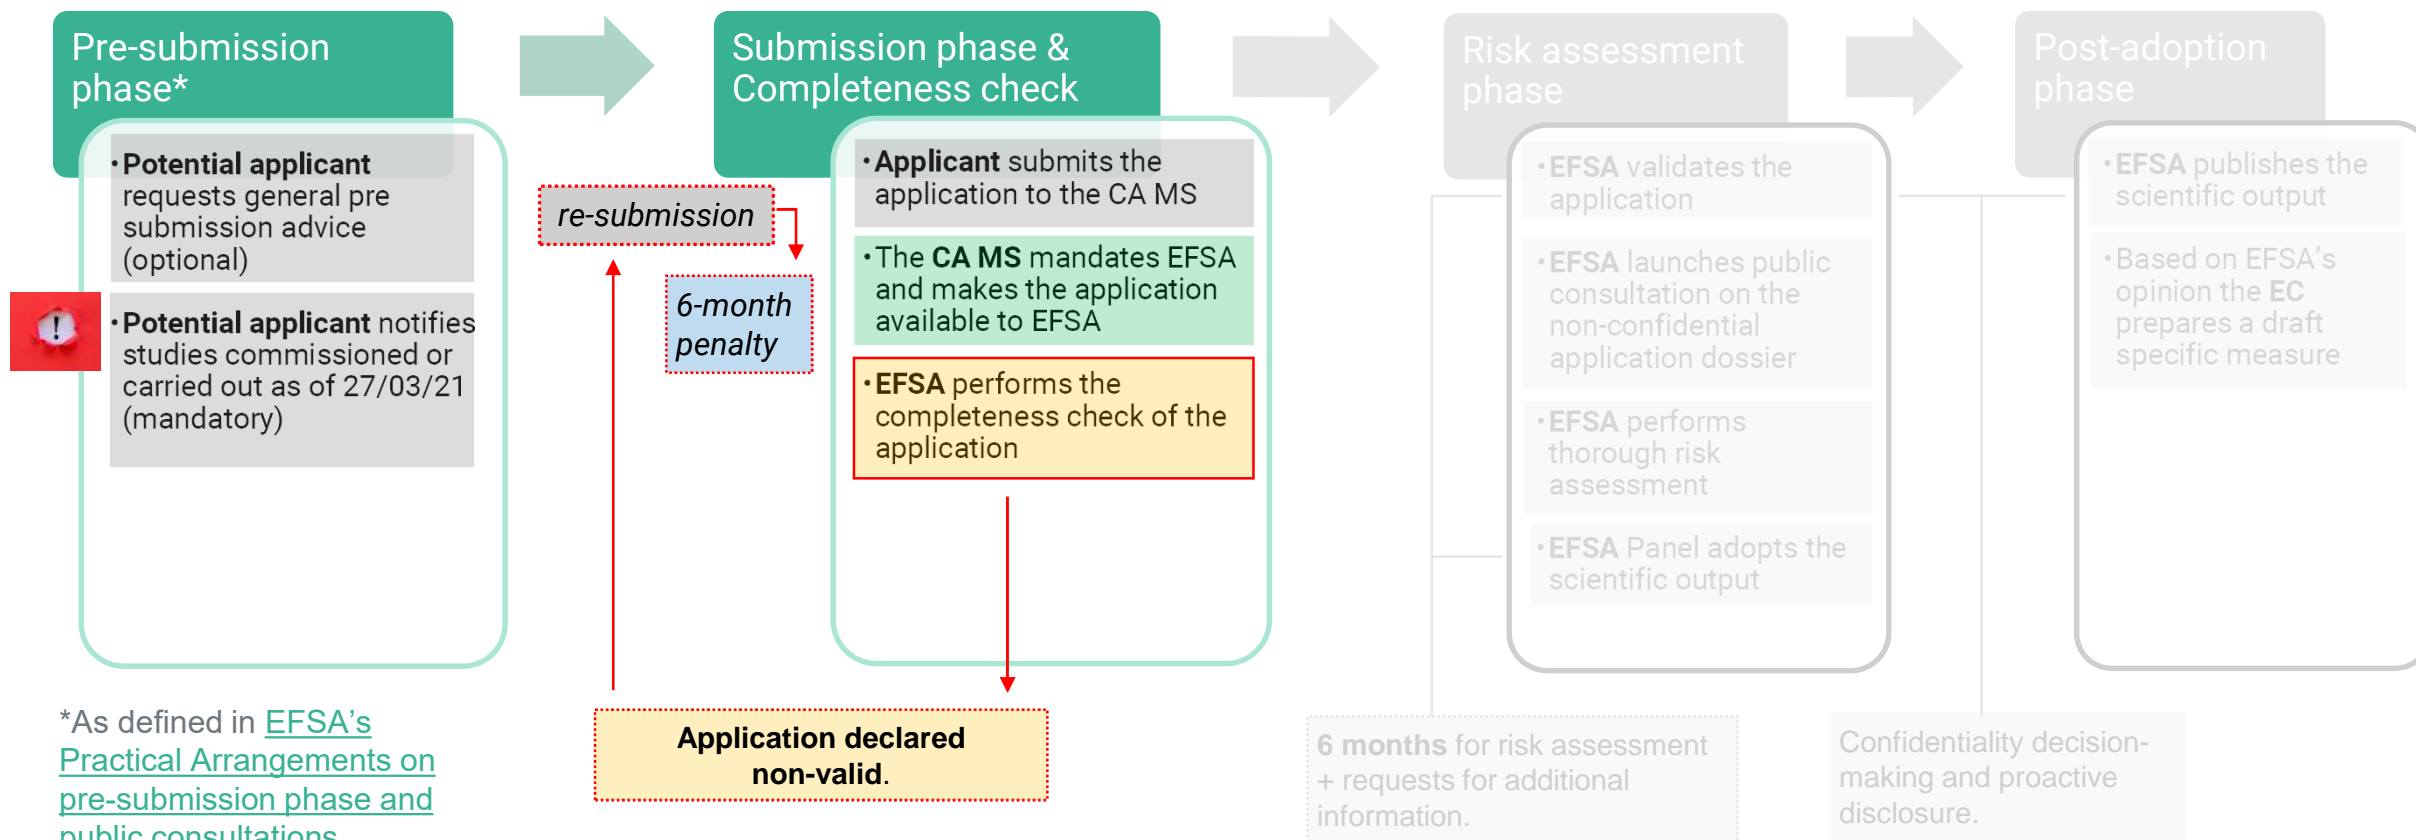 Pre-submission
phase*
• Potential applicant
requests general pre
submission advice
(optional)
!
• Potential applicant notifies
studies commissioned or
carried out as of 27/03/21
(mandatory)
*As defined in EFSA's
Practical Arrangements on
pre-submission phase and
public consultations
re-submission
6-month
penalty
Submission phase &
Completeness check
• Applicant submits the
application to the CA MS
• The CA MS mandates EFSA
and makes the application
available to EFSA
• EFSA performs the
completeness check of the
application
Application declared
non-valid.
Risk assessment
phase
• EFSA validates the
application
• EFSA launches public
consultation on the
non-confidential
application dossier
• EFSA performs
thorough risk
assessment
• EFSA Panel adopts the
scientific output
6 months for risk assessment
+ requests for additional
information.
Post-adoption
phase
• EFSA publishes the
scientific output
• Based on EFSA's
opinion the EC
prepares a draft
specific measure
Confidentiality decision-
making and proactive
disclosure.